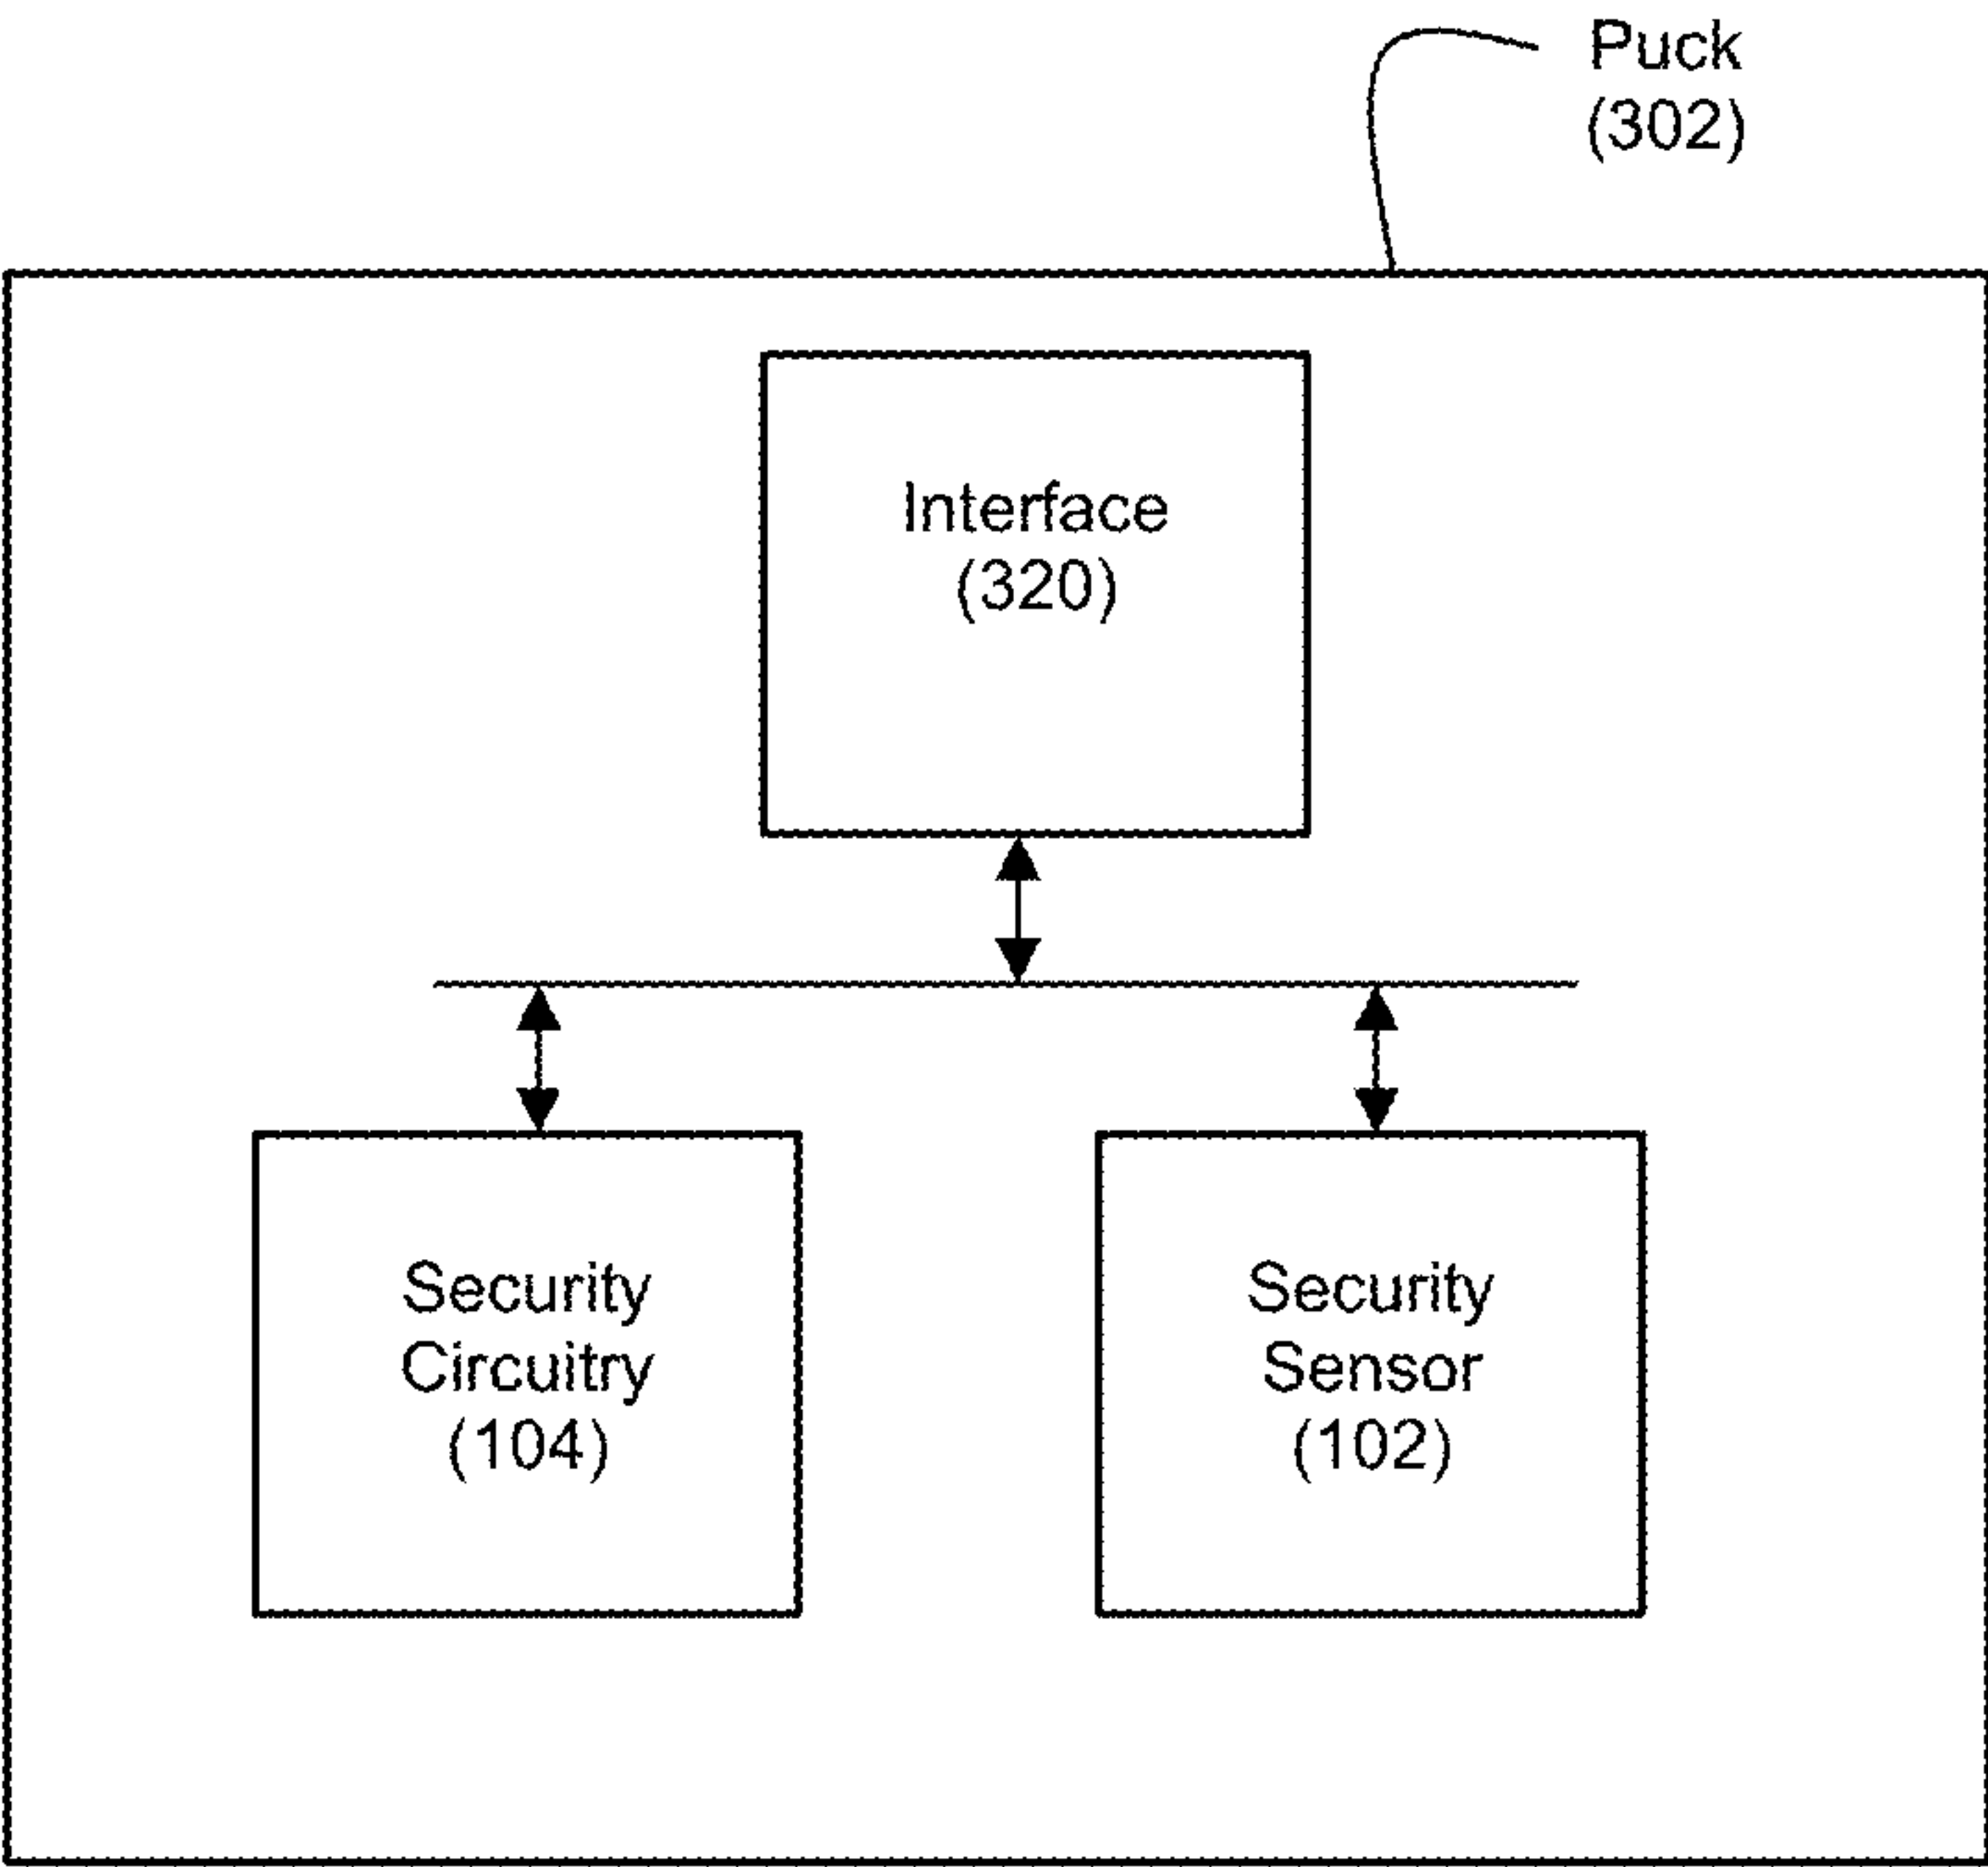 Puck
(302)
Interface
(320)
Security
Circuitry
(104)
Security
Sensor
(102)